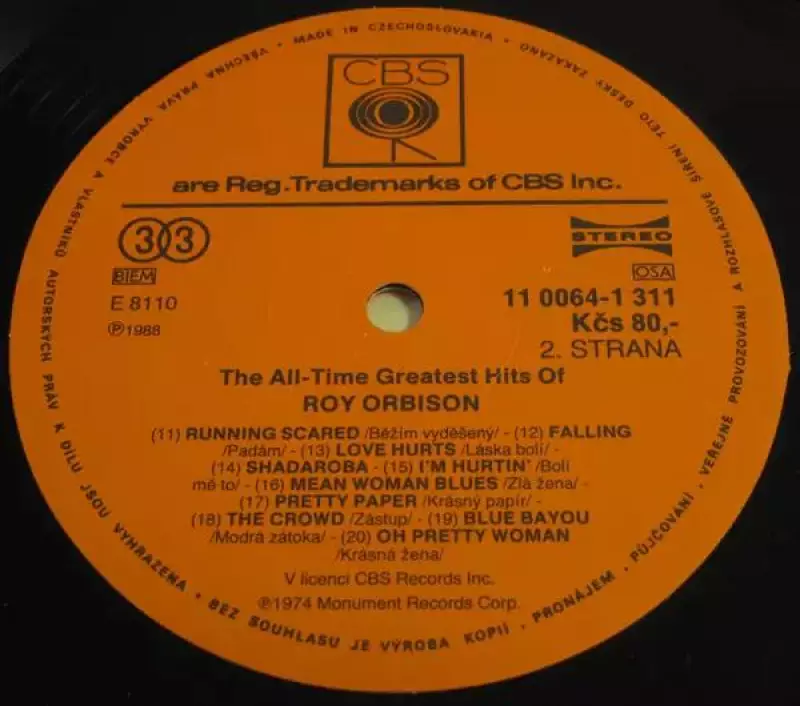 VŠECHNA PRÁVA VÝROBCE A VLASTNÍKŮ AUTORSKÝCH PRÁV K DÍLU JSOU VYHRAZENA • BEZ SOUHLASU JE VÝROBA KOPIÍ • PRONÁJEM • PŮJČOVÁNÍ • VEŘEJNÉ PROVOZOVÁNÍ A ROZHLASOVÉ ŠÍŘENÍ TÉTO DESKY ZAKÁZÁNO • MADE IN CZECHOSLOVAKIA •
CBS
are Reg. Trademarks of CBS Inc.
33
STEREO
BIEM
OSA
E 8110
11 0064-1 311
℗1988
Kčs 80,-
2. STRANA
The All-Time Greatest Hits Of
ROY ORBISON
(11) RUNNING SCARED /Běžím vyděšený/ - (12) FALLING
/Padám/ - (13) LOVE HURTS /Láska bolí/ -
(14) SHADAROBA - (15) I'M HURTIN' /Bolí
mě to/ - (16) MEAN WOMAN BLUES /Zlá žena/ -
(17) PRETTY PAPER /Krásný papír/ -
(18) THE CROWD /Zástup/ - (19) BLUE BAYOU
/Modrá zátoka/ - (20) OH PRETTY WOMAN
/Krásná žena/
V licenci CBS Records Inc.
℗1974 Monument Records Corp.